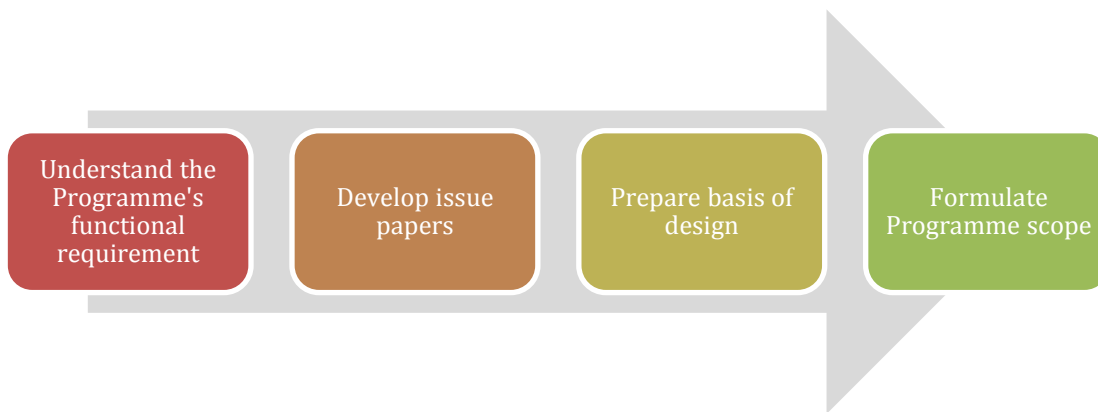 Understand the
Programme's
functional
requirement
Develop issue
papers
Prepare basis of
design
Formulate
Programme scope